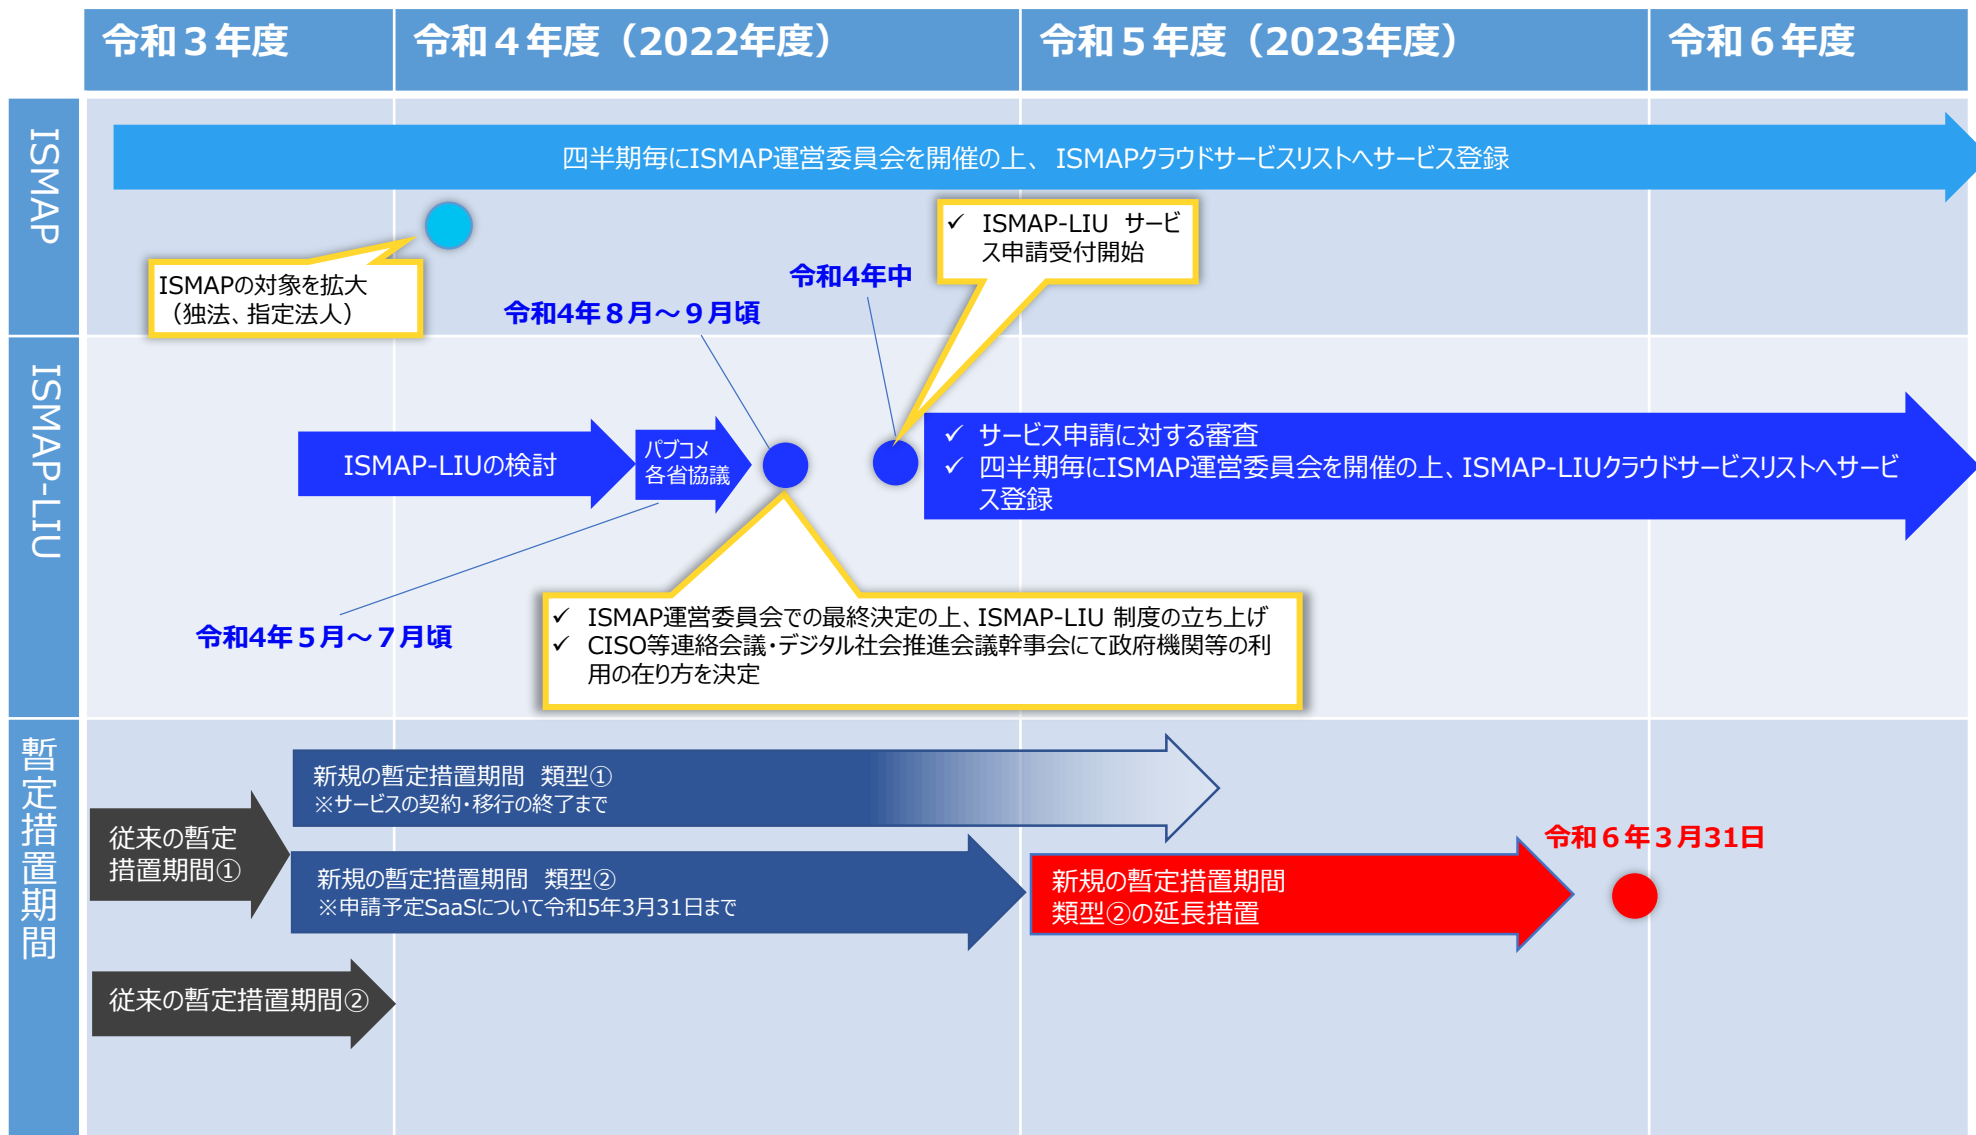 令和３年度
令和４年度（2022年度）
令和５年度（2023年度）
令和６年度
ISMAP
四半期毎にISMAP運営委員会を開催の上、 ISMAPクラウドサービスリストへサービス登録
ISMAPの対象を拡大
（独法、指定法人）
✓ ISMAP-LIU サービ
ス申請受付開始
令和4年中
令和4年８月～９月頃
ISMAP-LIU
ISMAP-LIUの検討
パブコメ
各省協議
✓ サービス申請に対する審査
✓ 四半期毎にISMAP運営委員会を開催の上、ISMAP-LIUクラウドサービスリストへサービ
ス登録
令和4年５月～７月頃
✓ ISMAP運営委員会での最終決定の上、ISMAP-LIU 制度の立ち上げ
✓ CISO等連絡会議・デジタル社会推進会議幹事会にて政府機関等の利
用の在り方を決定
暫定措置期間
従来の暫定
措置期間①
新規の暫定措置期間 類型①
※サービスの契約・移行の終了まで
新規の暫定措置期間 類型②
※申請予定SaaSについて令和5年3月31日まで
新規の暫定措置期間
類型②の延長措置
令和６年３月31日
従来の暫定措置期間②